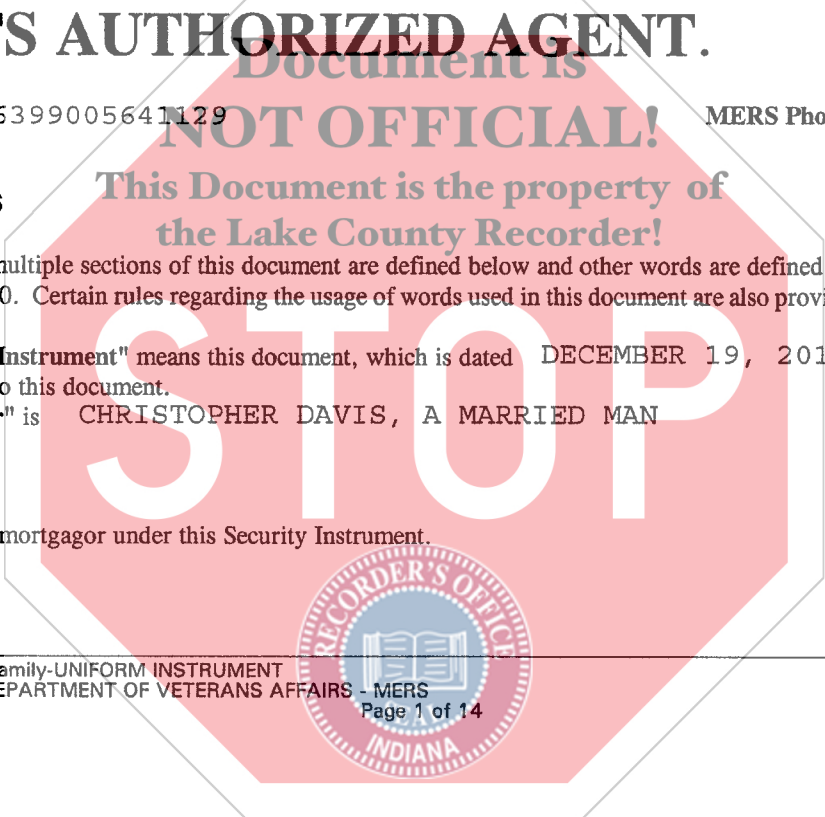 'S AUTHORIZED AGENT.
Document is
6399005641129 MERS Pho
NOT OFFICIAL!
This Document is the property of
the Lake County Recorder!
multiple sections of this document are defined below and other words are defined
0. Certain rules regarding the usage of words used in this document are also provi
Instrument" means this document, which is dated DECEMBER 19, 201
o this document.
" is CHRISTOPHER DAVIS, A MARRIED MAN
STOP
mortgagor under this Security Instrument.
RECORDER'S OFFICE
amily-UNIFORM INSTRUMENT
EPARTMENT OF VETERANS AFFAIRS - MERS
SEAL
Page 1 of 14
INDIANA